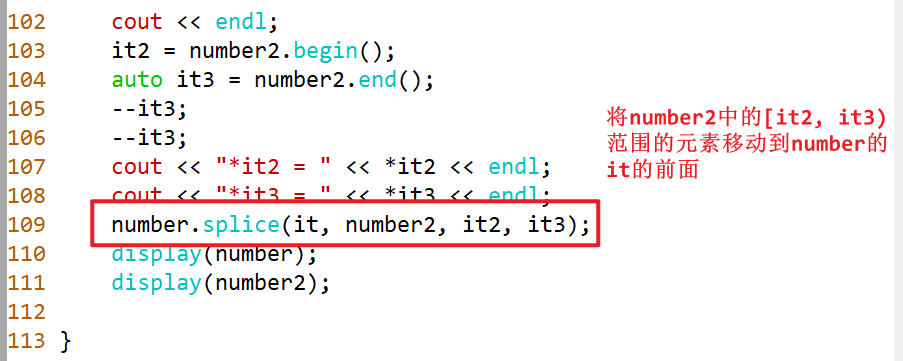 102     cout << endl;
103     it2 = number2.begin();
104     auto it3 = number2.end();
105     --it3;
106     --it3;
107     cout << "*it2 = " << *it2 << endl;
108     cout << "*it3 = " << *it3 << endl;
109     number.splice(it, number2, it2, it3);
110     display(number);
111     display(number2);
112
113 }
将number2中的[it2, it3)
范围的元素移动到number的
it的前面